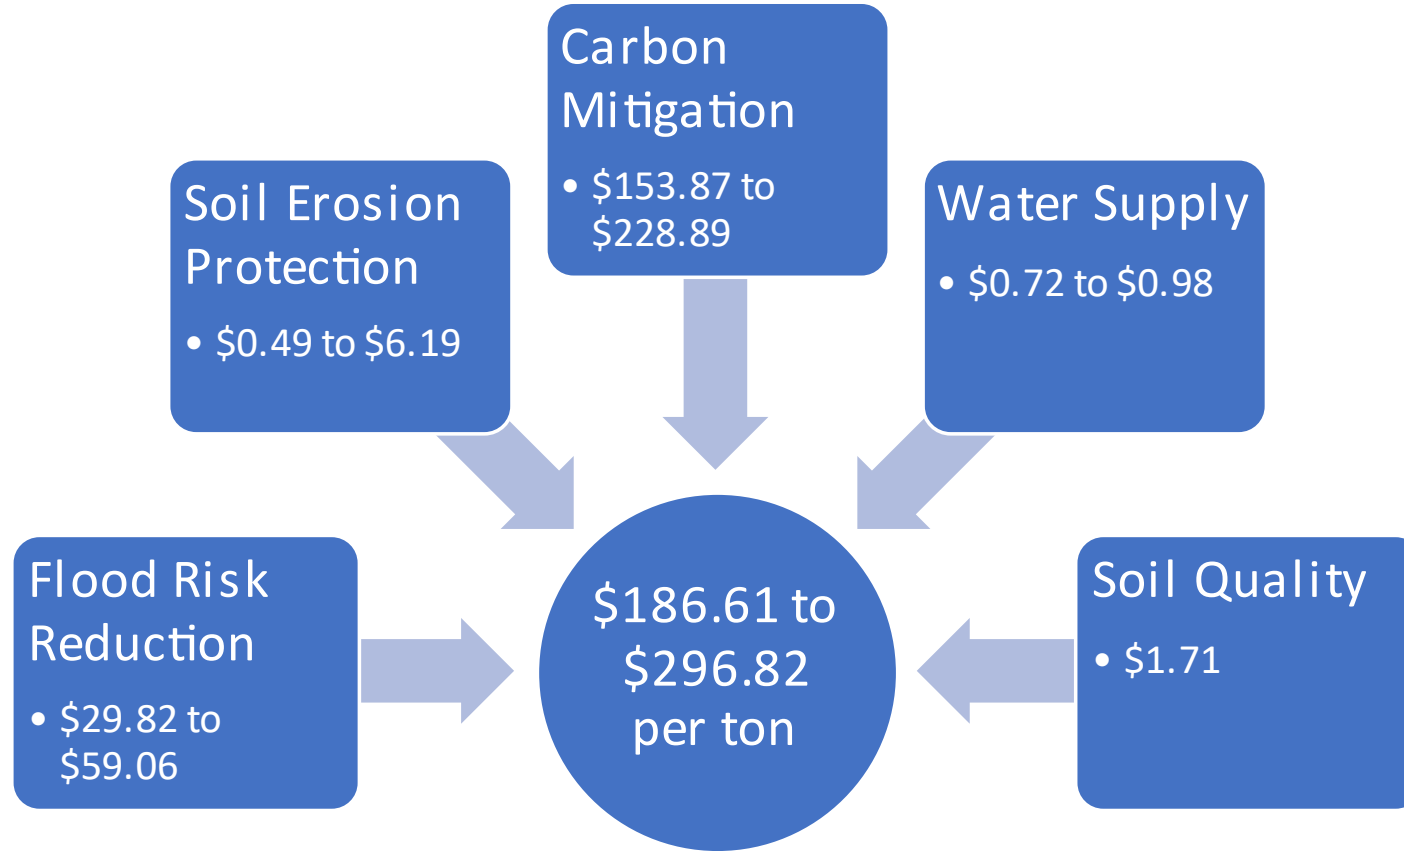 Carbon
Mitigation
• $153.87 to
$228.89
Soil Erosion
Protection
• $0.49 to $6.19
Water Supply
• $0.72 to $0.98
Flood Risk
Reduction
• $29.82 to
$59.06
$186.61 to
$296.82
per ton
Soil Quality
• $1.71